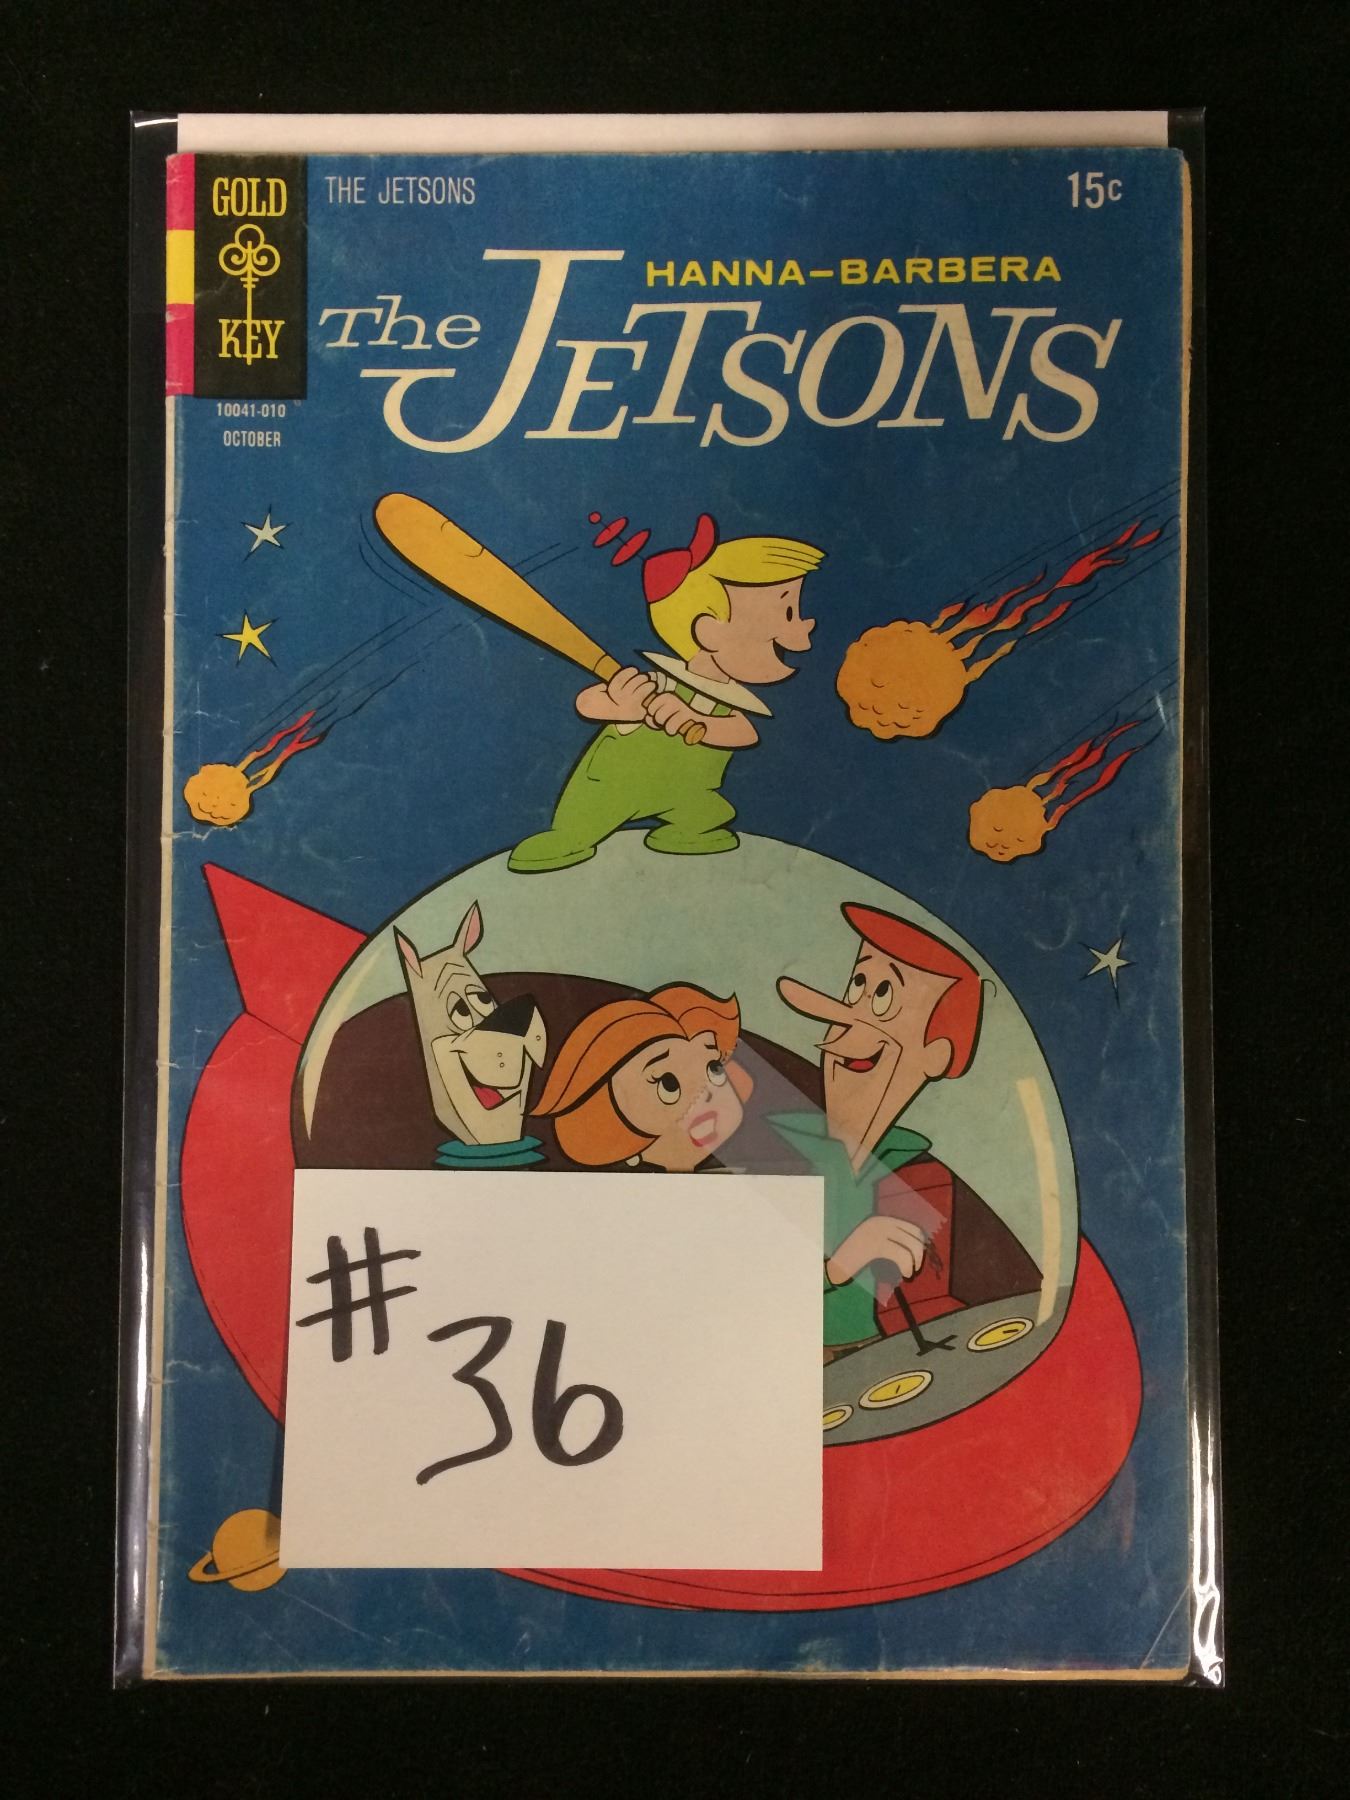 GOLD
KEY
THE JETSONS
15c
HANNA-BARBERA
The JETSONS
10041-010
OCTOBER
# 36